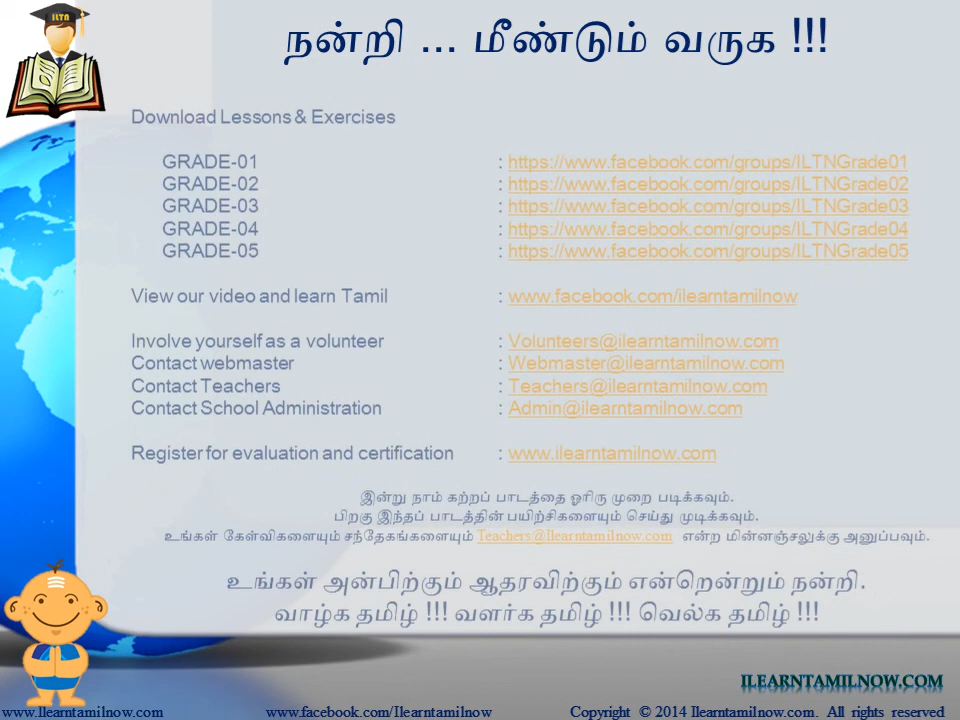 ILTN
நன்றி ... மீண்டும் வருக !!!
Download Lessons & Exercises
GRADE-01 : https://www.facebook.com/groups/ILTNGrade01
GRADE-02 : https://www.facebook.com/groups/ILTNGrade02
GRADE-03 : https://www.facebook.com/groups/ILTNGrade03
GRADE-04 : https://www.facebook.com/groups/ILTNGrade04
GRADE-05 : https://www.facebook.com/groups/ILTNGrade05
View our video and learn Tamil : www.facebook.com/ilearntamilnow
Involve yourself as a volunteer : Volunteers@ilearntamilnow.com
Contact webmaster : Webmaster@ilearntamilnow.com
Contact Teachers : Teachers@ilearntamilnow.com
Contact School Administration : Admin@ilearntamilnow.com
Register for evaluation and certification : www.ilearntamilnow.com
இன்று நாம் கற்றப் பாடத்தை ஓரிரு முறை படிக்கவும்.
பிறகு இந்தப் பாடத்தின் பயிற்சிகளையும் செய்து முடிக்கவும்.
உங்கள் கேள்விகளையும் சந்தேகங்களையும் Teachers@Ilearntamilnow.com என்ற மின்னஞ்சலுக்கு அனுப்பவும்.
உங்கள் அன்பிற்கும் ஆதரவிற்கும் என்றென்றும் நன்றி.
வாழ்க தமிழ் !!! வளர்க தமிழ் !!! வெல்க தமிழ் !!!
ILEARNTAMILNOW.COM
www.Ilearntamilnow.com www.facebook.com/Ilearntamilnow Copyright © 2014 Ilearntamilnow.com. All rights reserved